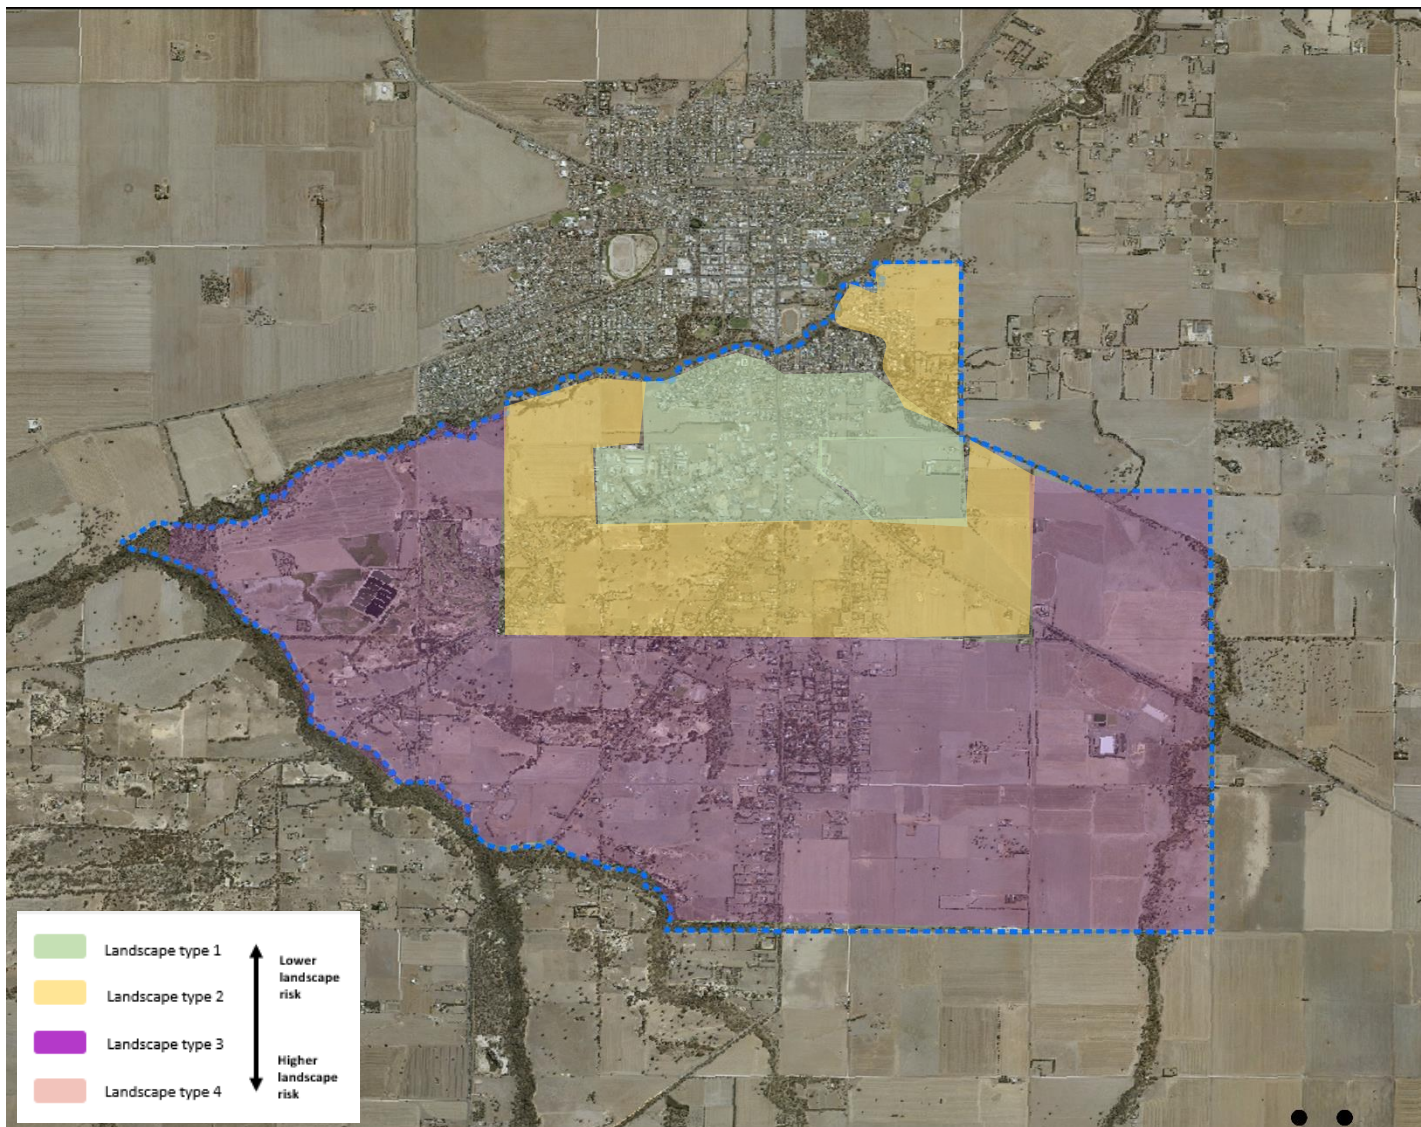 Landscape type 1
Landscape type 2
Landscape type 3
Landscape type 4
Lower
landscape
risk
Higher
landscape
risk